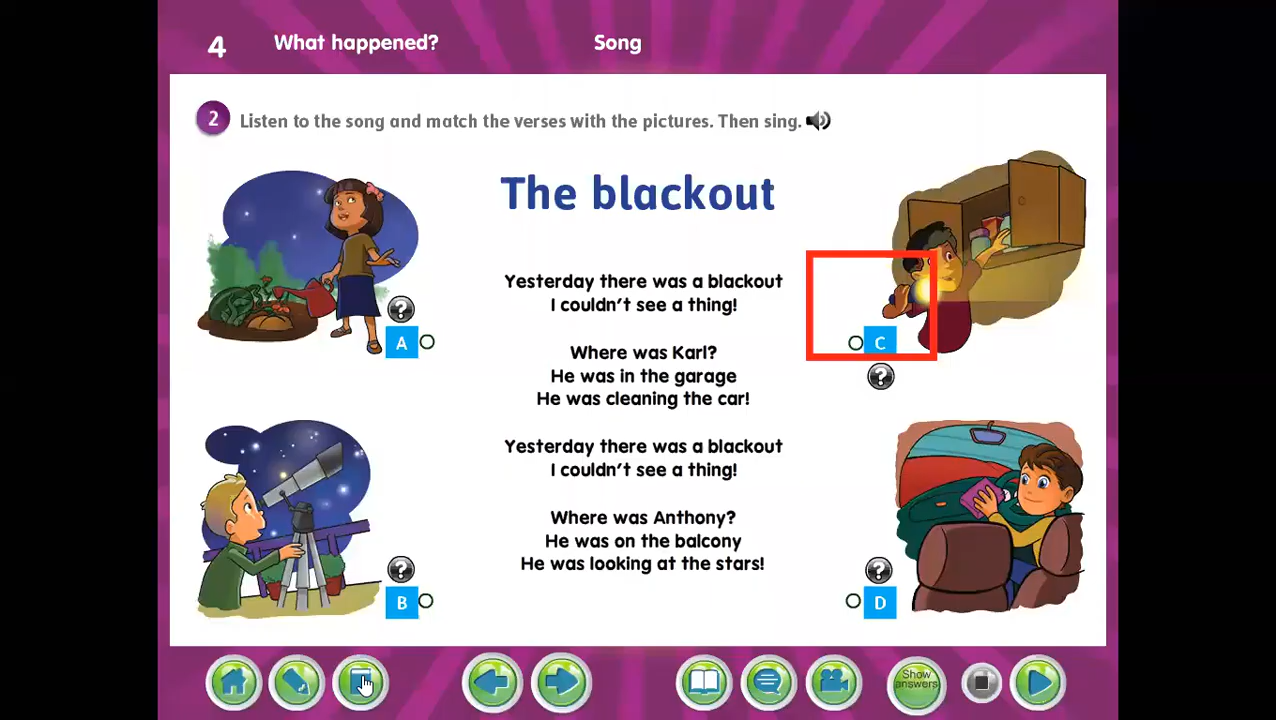 4 What happened? Song
2 Listen to the song and match the verses with the pictures. Then sing.
The blackout
Yesterday there was a blackout
I couldn't see a thing!
Where was Karl?
He was in the garage
He was cleaning the car!
Yesterday there was a blackout
I couldn't see a thing!
Where was Anthony?
He was on the balcony
He was looking at the stars!
?
A
?
B
C
?
?
D
Show
answers